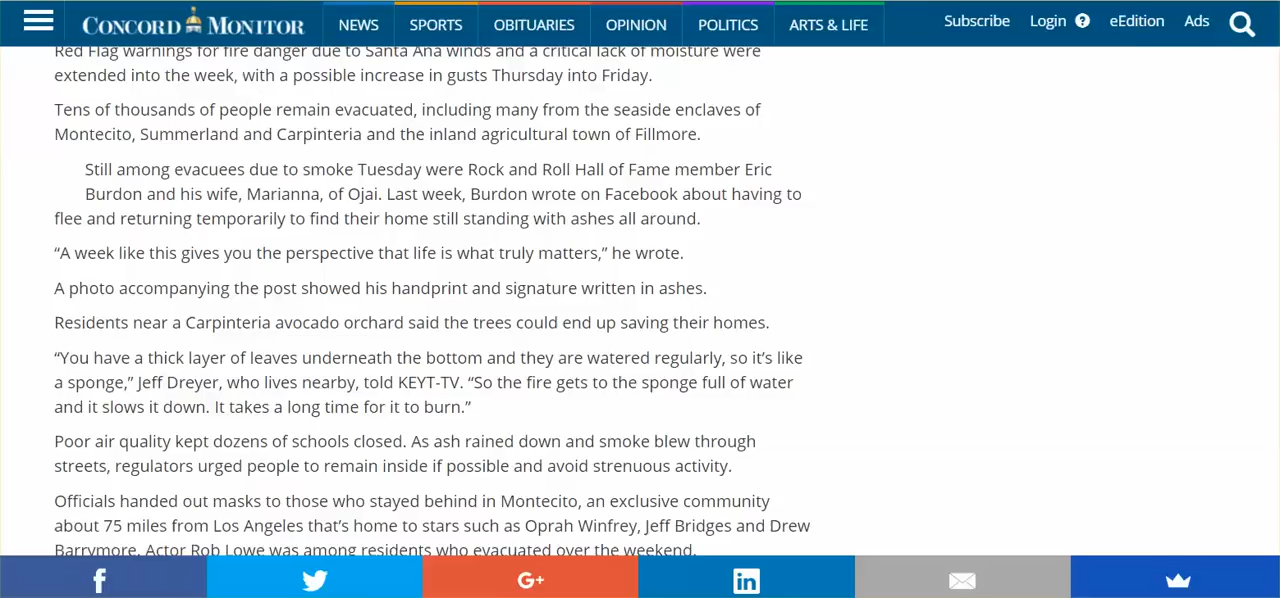 CONCORD MONITOR
NEWS
SPORTS
OBITUARIES
OPINION
POLITICS
ARTS & LIFE
Subscribe
Login ?
eEdition
Ads
Red Flag warnings for fire danger due to Santa Ana winds and a critical lack of moisture were
extended into the week, with a possible increase in gusts Thursday into Friday.
Tens of thousands of people remain evacuated, including many from the seaside enclaves of
Montecito, Summerland and Carpinteria and the inland agricultural town of Fillmore.
Still among evacuees due to smoke Tuesday were Rock and Roll Hall of Fame member Eric
Burdon and his wife, Marianna, of Ojai. Last week, Burdon wrote on Facebook about having to
flee and returning temporarily to find their home still standing with ashes all around.
“A week like this gives you the perspective that life is what truly matters,” he wrote.
A photo accompanying the post showed his handprint and signature written in ashes.
Residents near a Carpinteria avocado orchard said the trees could end up saving their homes.
“You have a thick layer of leaves underneath the bottom and they are watered regularly, so it’s like
a sponge,” Jeff Dreyer, who lives nearby, told KEYT-TV. “So the fire gets to the sponge full of water
and it slows it down. It takes a long time for it to burn.”
Poor air quality kept dozens of schools closed. As ash rained down and smoke blew through
streets, regulators urged people to remain inside if possible and avoid strenuous activity.
Officials handed out masks to those who stayed behind in Montecito, an exclusive community
about 75 miles from Los Angeles that’s home to stars such as Oprah Winfrey, Jeff Bridges and Drew
Barrymore. Actor Rob Lowe was among residents who evacuated over the weekend.
f
G+
in